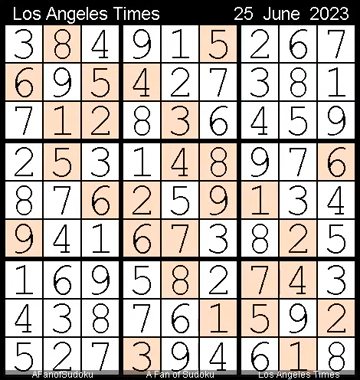 Los Angeles Times 25 June 2023
3 8 4 9 1 5 2 6 7
6 9 5 4 2 7 3 8 1
7 1 2 8 3 6 4 5 9
2 5 3 1 4 8 9 7 6
8 7 6 2 5 9 1 3 4
9 4 1 6 7 3 8 2 5
1 6 9 5 8 2 7 4 3
4 3 8 7 6 1 5 9 2
5 2 7 3 9 4 6 1 8
AFanofSudoku A Fan of Sudoku Los Angeles Times